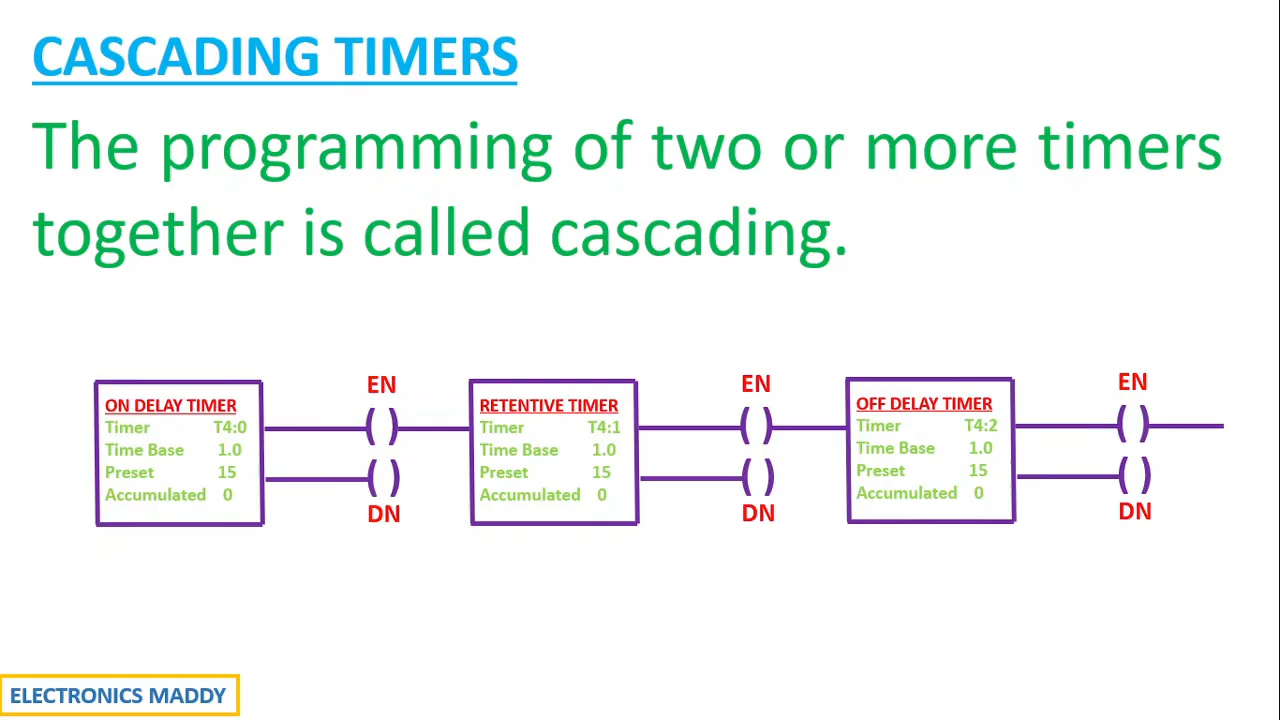 CASCADING TIMERS
The programming of two or more timers
together is called cascading.
EN
ON DELAY TIMER
Timer T4:0
Time Base 1.0
Preset 15
Accumulated 0
DN
EN
RETENTIVE TIMER
Timer T4:1
Time Base 1.0
Preset 15
Accumulated 0
DN
EN
OFF DELAY TIMER
Timer T4:2
Time Base 1.0
Preset 15
Accumulated 0
DN
ELECTRONICS MADDY